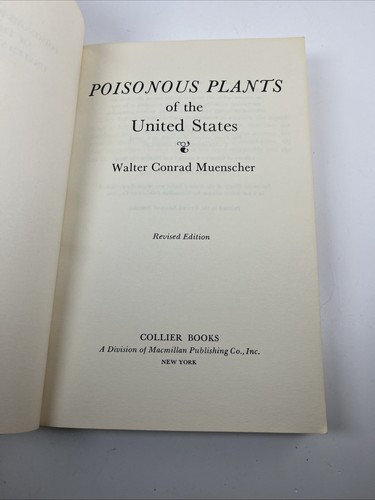 POISONOUS PLANTS
of the
United States
Walter Conrad Muenscher
Revised Edition
COLLIER BOOKS
A Division of Macmillan Publishing Co., Inc.
NEW YORK